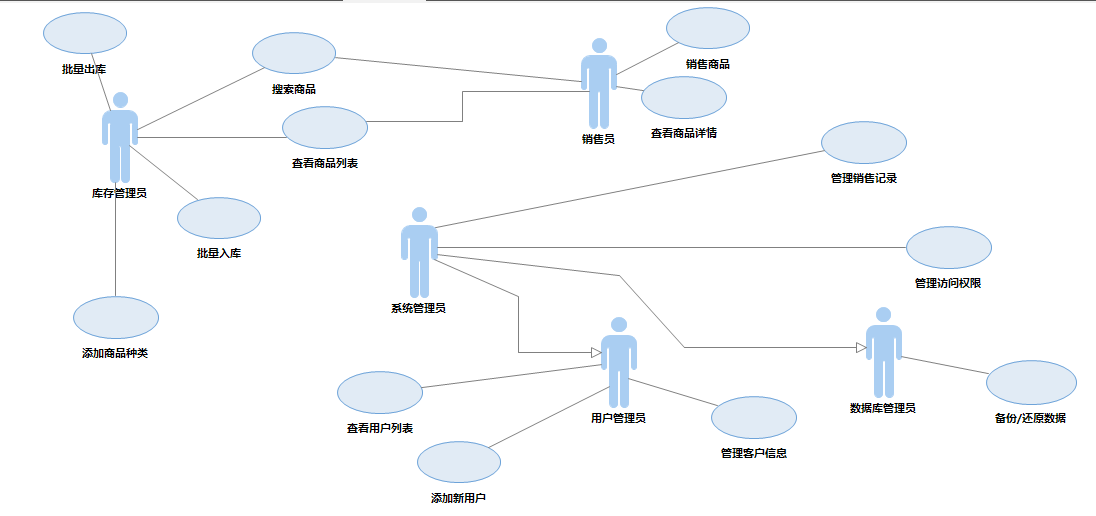 批量出库
搜索商品
销售商品
查看商品列表
销售员
查看商品详情
库存管理员
管理销售记录
批量入库
系统管理员
管理访问权限
添加商品种类
用户管理员
数据库管理员
备份/还原数据
查看用户列表
管理客户信息
添加新用户